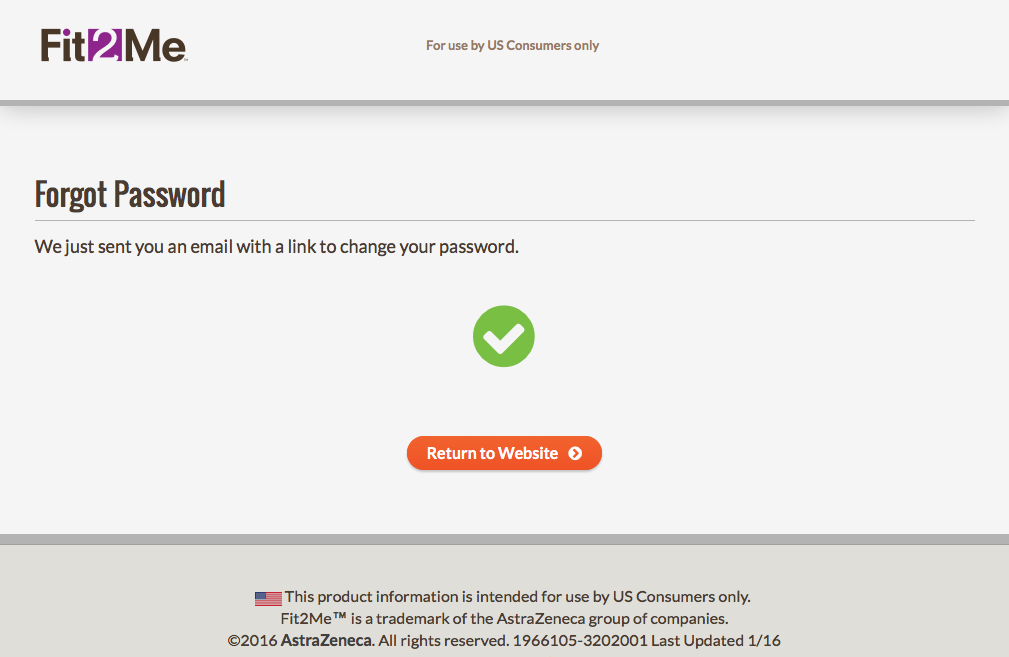 Fit2Me™
For use by US Consumers only
Forgot Password
We just sent you an email with a link to change your password.
Return to Website
This product information is intended for use by US Consumers only.
Fit2Me™ is a trademark of the AstraZeneca group of companies.
©2016 AstraZeneca. All rights reserved. 1966105-3202001 Last Updated 1/16